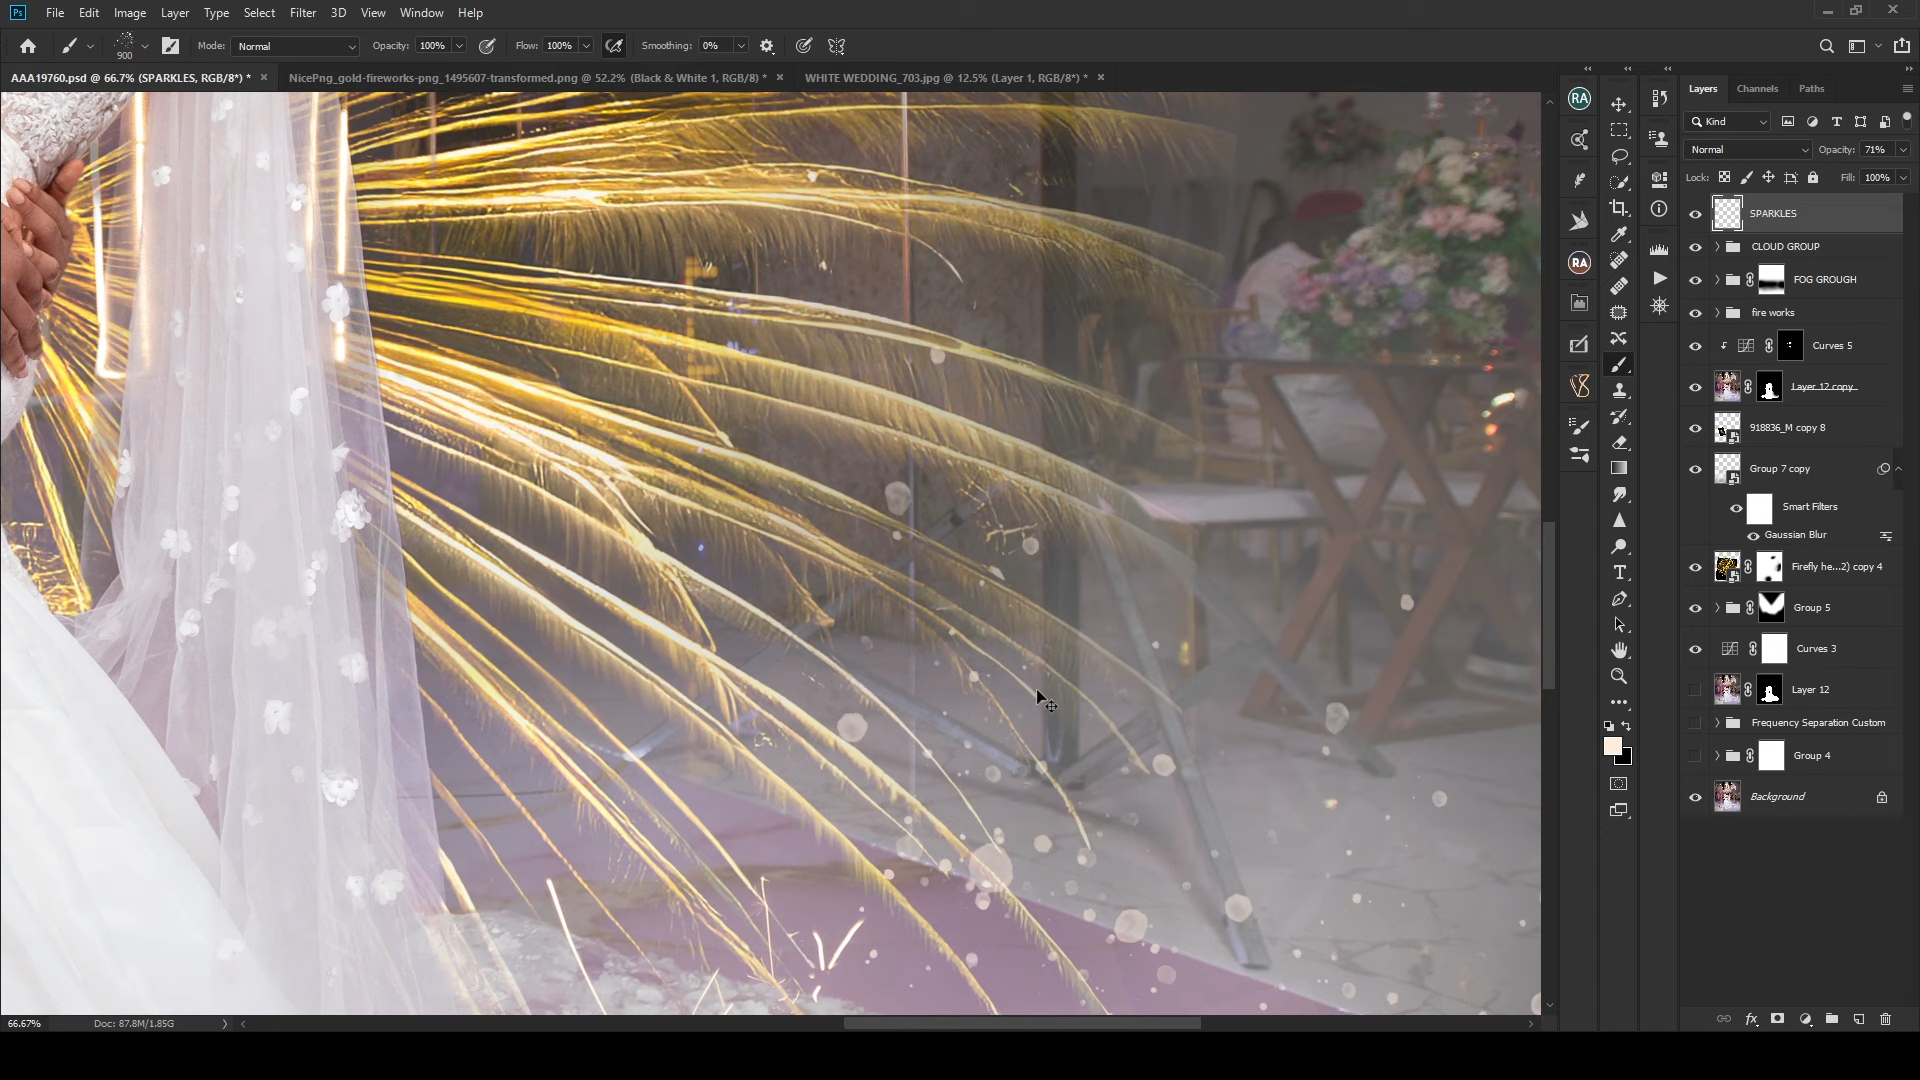 Ps File Edit Image Layer Type Select Filter 3D View Window Help
900 Mode: Normal Opacity: 100% Flow: 100% Smoothing: 0%
AAA19760.psd @ 66.7% (SPARKLES, RGB/8*) * NicePng_gold-fireworks-png_1495607-transformed.png @ 52.2% (Black & White 1, RGB/8) * WHITE WEDDING_703.jpg @ 12.5% (Layer 1, RGB/8*) *
RA
RA
Layers Channels Paths
Kind
Normal Opacity: 71%
Lock: Fill: 100%
SPARKLES
CLOUD GROUP
FOG GROUGH
fire works
Curves 5
Layer 12 copy
918836_M copy 8
Group 7 copy
Smart Filters
Gaussian Blur
Firefly he...2) copy 4
Group 5
Curves 3
Layer 12
Frequency Separation Custom
Group 4
Background
fx
66.67% Doc: 87.8M/1.85G